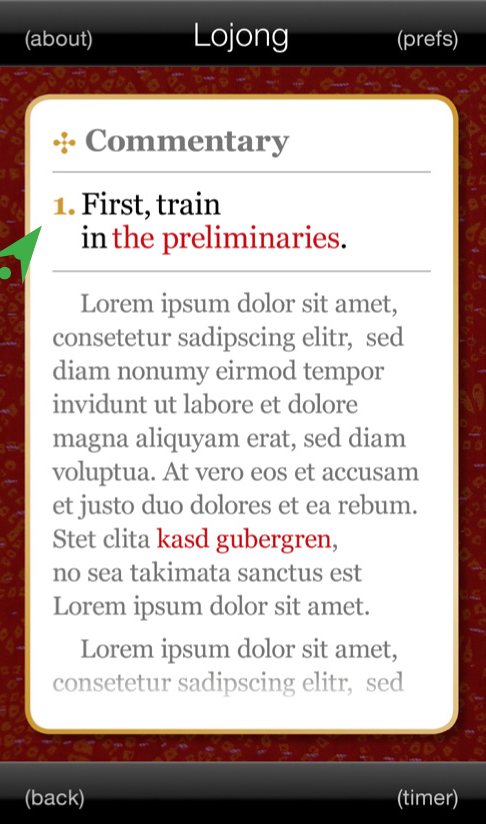 (about) Lojong (prefs)
Commentary
1. First, train
in the preliminaries.
Lorem ipsum dolor sit amet,
consetetur sadipscing elitr, sed
diam nonumy eirmod tempor
invidunt ut labore et dolore
magna aliquyam erat, sed diam
voluptua. At vero eos et accusam
et justo duo dolores et ea rebum.
Stet clita kasd gubergren,
no sea takimata sanctus est
Lorem ipsum dolor sit amet.
Lorem ipsum dolor sit amet,
consetetur sadipscing elitr, sed
(back) (timer)